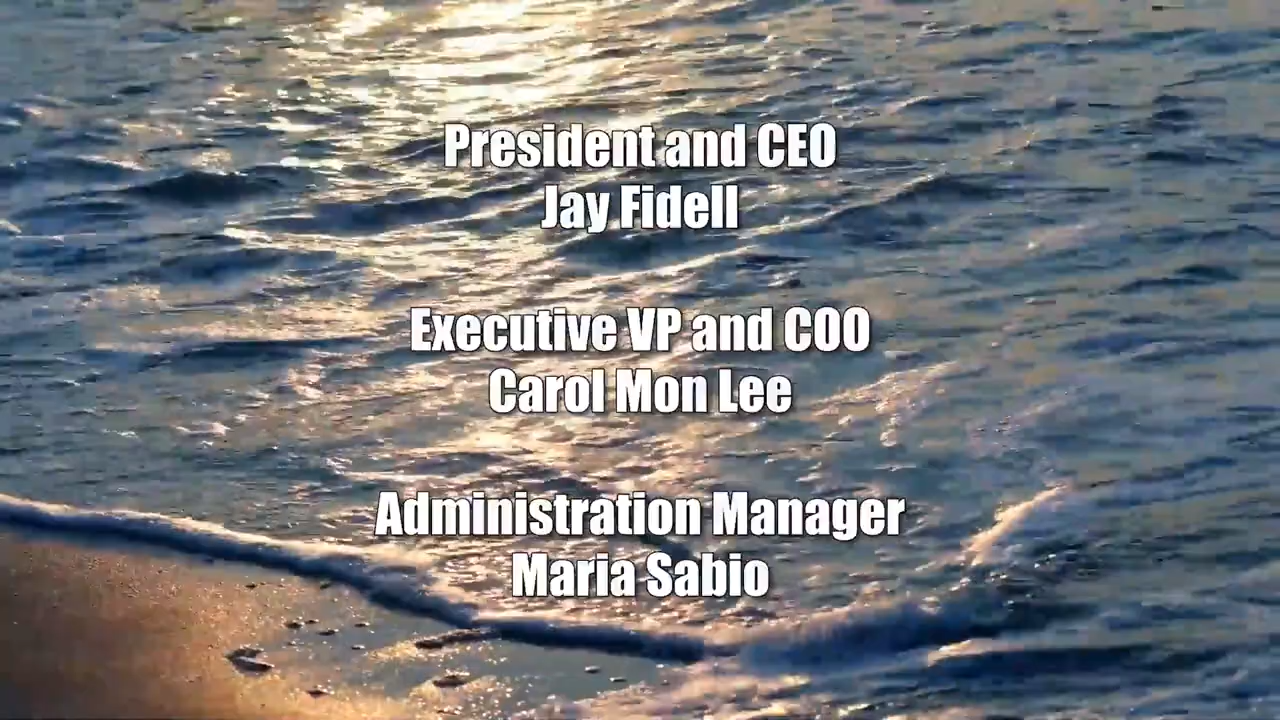 President and CEO
Jay Fidell
Executive VP and COO
Carol Mon Lee
Administration Manager
Maria Sabio